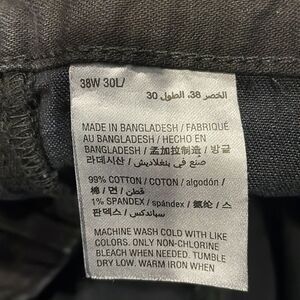 38W 30L/
الخصر 38، الطول 30
MADE IN BANGLADESH / FABRIQUÉ
AU BANGLADESH / HECHO EN
BANGLADESH / 孟加拉制造 / 방글
라데시산 / صنع في بنغلاديش
99% COTTON / COTTON / algodón /
棉 / 면 / قطن
1% SPANDEX / spándex / 氨纶 / 스
판덱스 / سباندكس
MACHINE WASH COLD WITH LIKE
COLORS. ONLY NON-CHLORINE
BLEACH WHEN NEEDED. TUMBLE
DRY LOW. WARM IRON WHEN